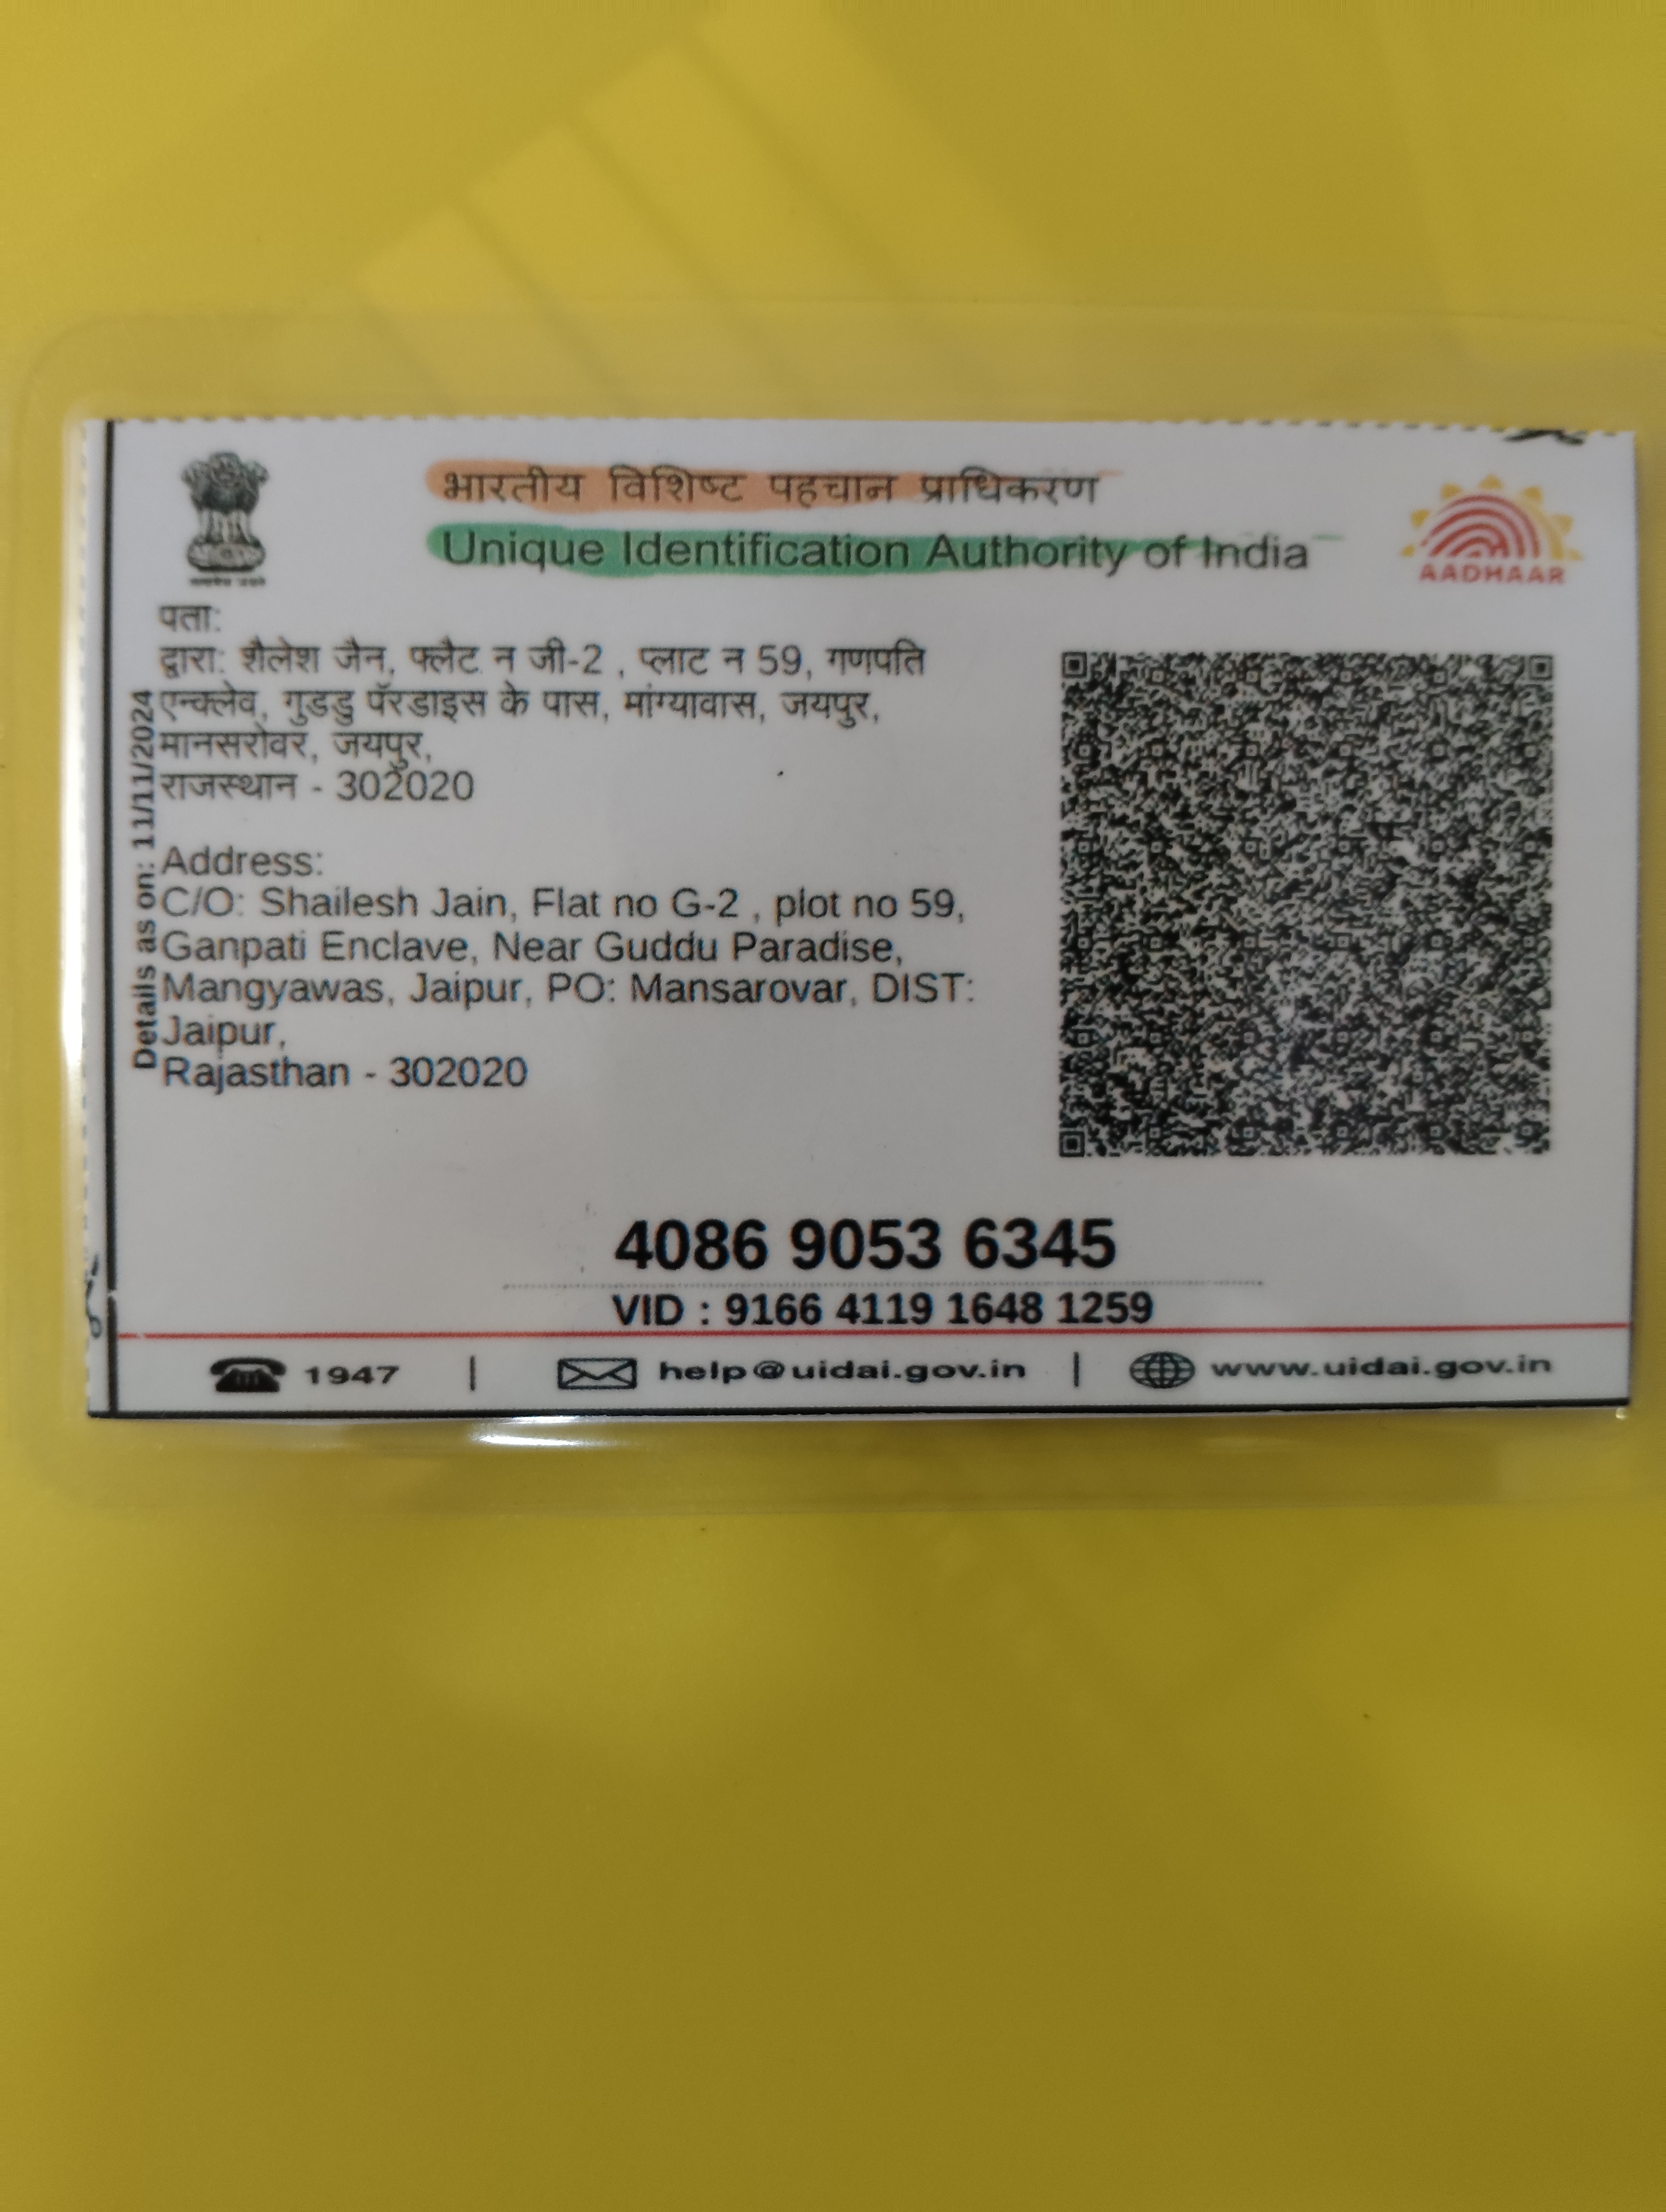 भारतीय विशिष्ट पहचान प्राधिकरण
Unique Identification Authority of India
AADHAAR
पता:
द्वारा: शैलेश जैन, फ्लैट न जी-2 , प्लाट न 59, गणपति
एन्क्लेव, गुडडु पॅरडाइस के पास, मांग्यावास, जयपुर,
मानसरोवर, जयपुर,
राजस्थान - 302020
Details as on: 11/11/2024
Address:
C/O: Shailesh Jain, Flat no G-2 , plot no 59,
Ganpati Enclave, Near Guddu Paradise,
Mangyawas, Jaipur, PO: Mansarovar, DIST:
Jaipur,
Rajasthan - 302020
4086 9053 6345
VID : 9166 4119 1648 1259
1947 | help@uidai.gov.in | www.uidai.gov.in